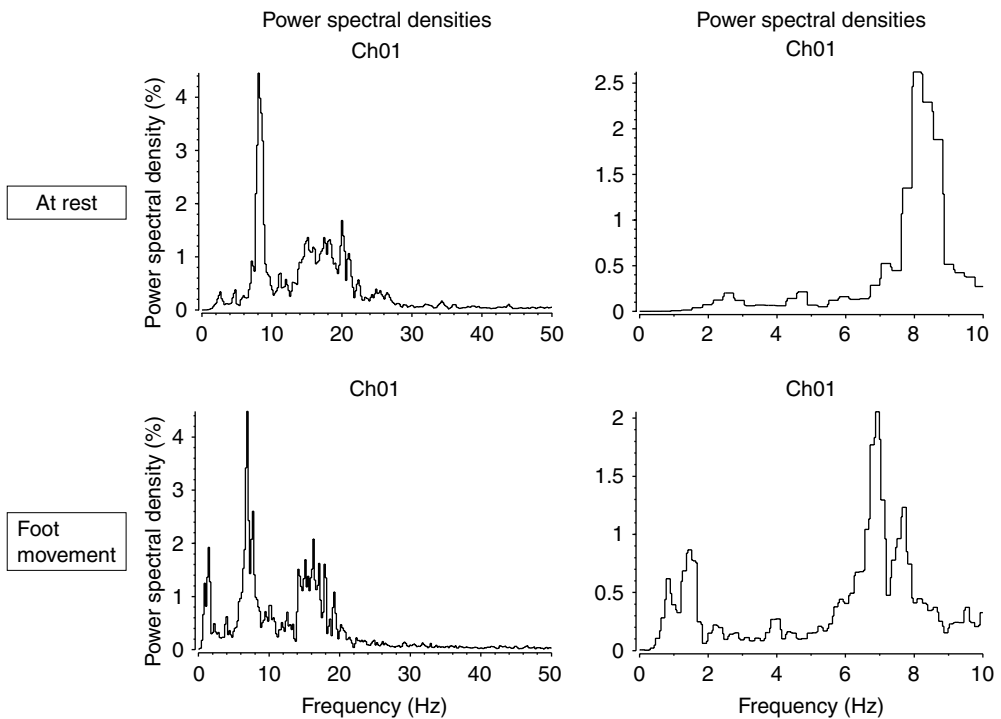 Power spectral densities
Ch01
Power spectral density (%)
4
3
2
1
0
0 10 20 30 40 50
Power spectral densities
Ch01
2.5
2
1.5
1
0.5
0
0 2 4 6 8 10
At rest
Ch01
Power spectral density (%)
4
3
2
1
0
0 10 20 30 40 50
Frequency (Hz)
Ch01
2
1.5
1
0.5
0
0 2 4 6 8 10
Frequency (Hz)
Foot
movement